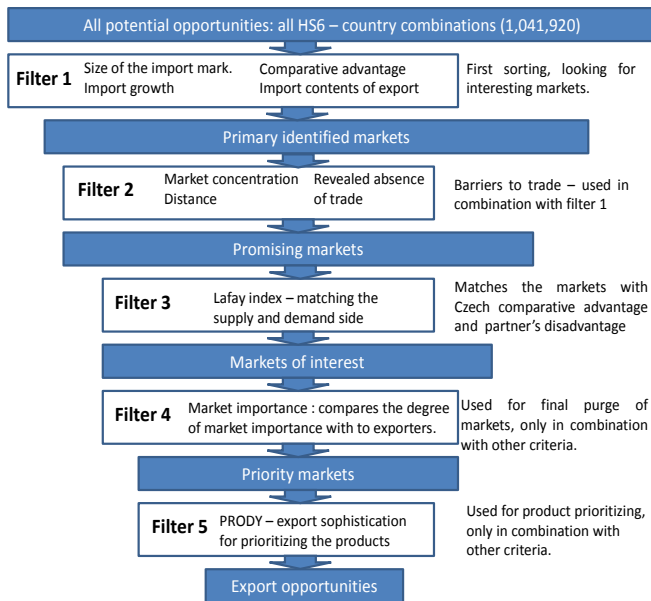 All potential opportunities: all HS6 – country combinations (1,041,920)
Filter 1
Size of the import mark.
Import growth
Comparative advantage
Import contents of export
First sorting, looking for
interesting markets.
Primary identified markets
Filter 2
Market concentration
Distance
Revealed absence
of trade
Barriers to trade – used in
combination with filter 1
Promising markets
Filter 3
Lafay index – matching the
supply and demand side
Matches the markets with
Czech comparative advantage
and partner's disadvantage
Markets of interest
Filter 4
Market importance : compares the degree
of market importance with to exporters.
Used for final purge of
markets, only in combination
with other criteria.
Priority markets
Filter 5
PRODY – export sophistication
for prioritizing the products
Used for product prioritizing,
only in combination with
other criteria.
Export opportunities